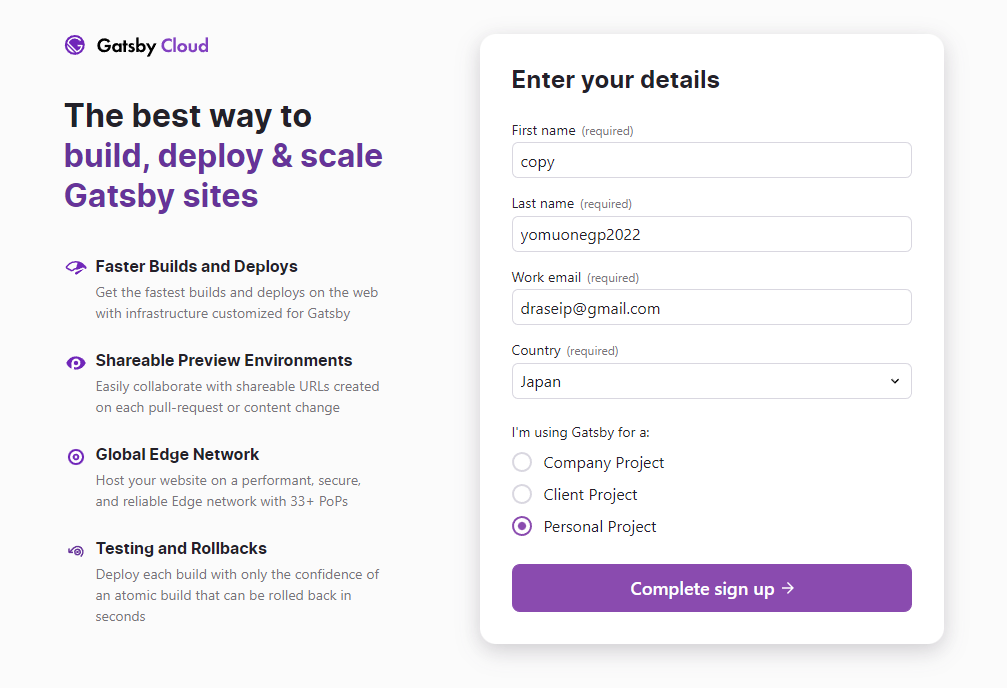 Gatsby Cloud
The best way to
build, deploy & scale
Gatsby sites
Faster Builds and Deploys
Get the fastest builds and deploys on the web
with infrastructure customized for Gatsby
Shareable Preview Environments
Easily collaborate with shareable URLs created
on each pull-request or content change
Global Edge Network
Host your website on a performant, secure,
and reliable Edge network with 33+ PoPs
Testing and Rollbacks
Deploy each build with only the confidence of
an atomic build that can be rolled back in
seconds
Enter your details
First name (required)
copy
Last name (required)
yomuonegp2022
Work email (required)
draseip@gmail.com
Country (required)
Japan
I'm using Gatsby for a:
Company Project
Client Project
Personal Project
Complete sign up →